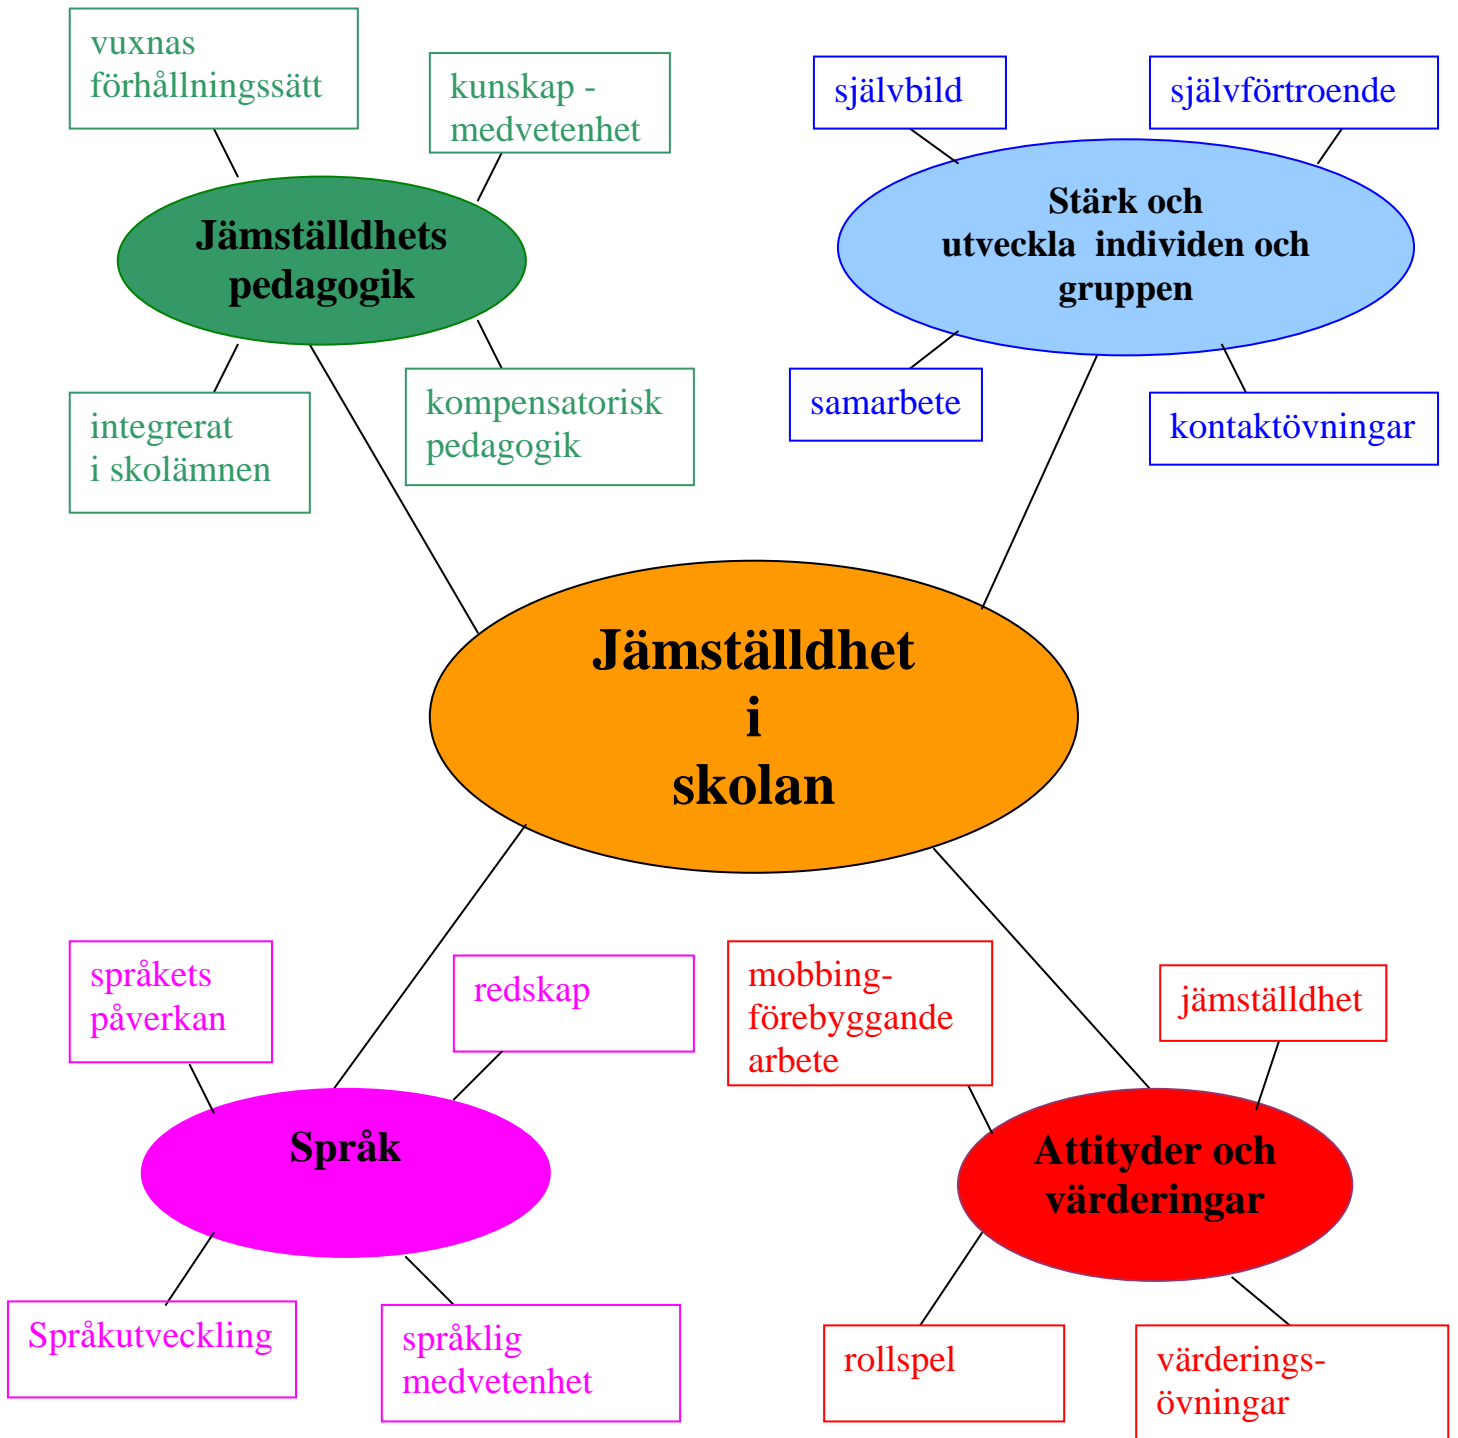 vuxnas
förhållningssätt
kunskap -
medvetenhet
Jämställdhets
pedagogik
integrerat
i skolämnen
kompensatorisk
pedagogik
självbild
självförtroende
Stärk och
utveckla  individen och
gruppen
samarbete
kontaktövningar
Jämställdhet
i
skolan
språkets
påverkan
redskap
Språk
Språkutveckling
språklig
medvetenhet
mobbing-
förebyggande
arbete
jämställdhet
Attityder och
värderingar
rollspel
värderings-
övningar